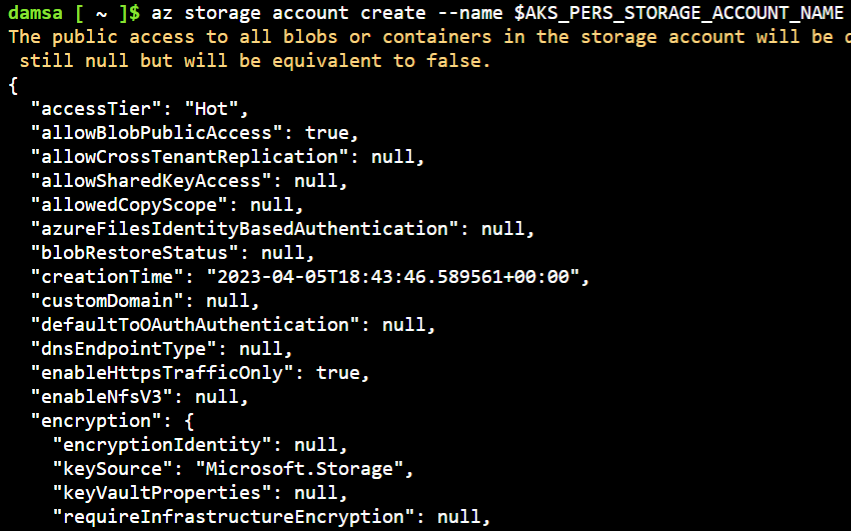 damsa [ ~ ]$ az storage account create --name $AKS_PERS_STORAGE_ACCOUNT_NAME
The public access to all blobs or containers in the storage account will be
still null but will be equivalent to false.
{
"accessTier": "Hot",
"allowBlobPublicAccess": true,
"allowCrossTenantReplication": null,
"allowSharedKeyAccess": null,
"allowedCopyScope": null,
"azureFilesIdentityBasedAuthentication": null,
"blobRestoreStatus": null,
"creationTime": "2023-04-05T18:43:46.589561+00:00",
"customDomain": null,
"defaultToOAuthAuthentication": null,
"dnsEndpointType": null,
"enableHttpsTrafficOnly": true,
"enableNfsV3": null,
"encryption": {
"encryptionIdentity": null,
"keySource": "Microsoft.Storage",
"keyVaultProperties": null,
"requireInfrastructureEncryption": null,